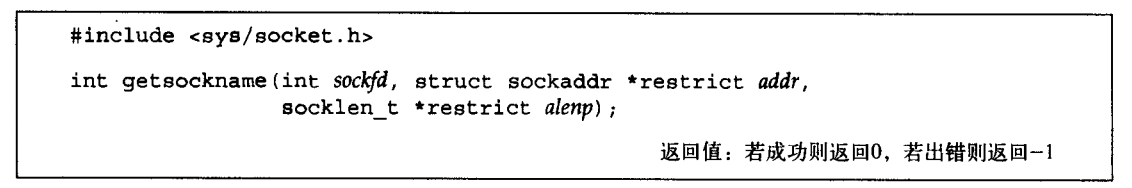 #include <sys/socket.h>
int getsockname(int sockfd, struct sockaddr *restrict addr,
socklen_t *restrict alenp);
返回值：若成功则返回0，若出错则返回-1